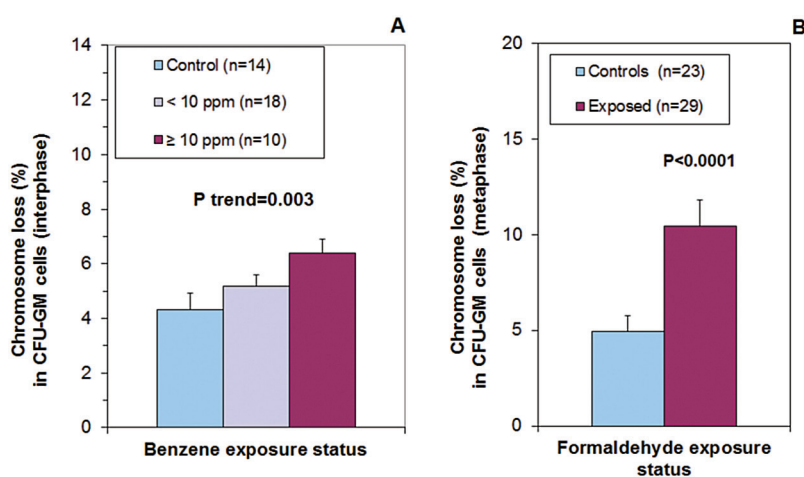 A
14
12
10
8
6
4
2
0
Chromosome loss (%)
in CFU-GM cells (interphase)
Control (n=14)
< 10 ppm (n=18)
≥ 10 ppm (n=10)
P trend=0.003
Benzene exposure status
B
20
15
10
5
0
Chromosome loss (%)
in CFU-GM cells (metaphase)
Controls (n=23)
Exposed (n=29)
P<0.0001
Formaldehyde exposure
status